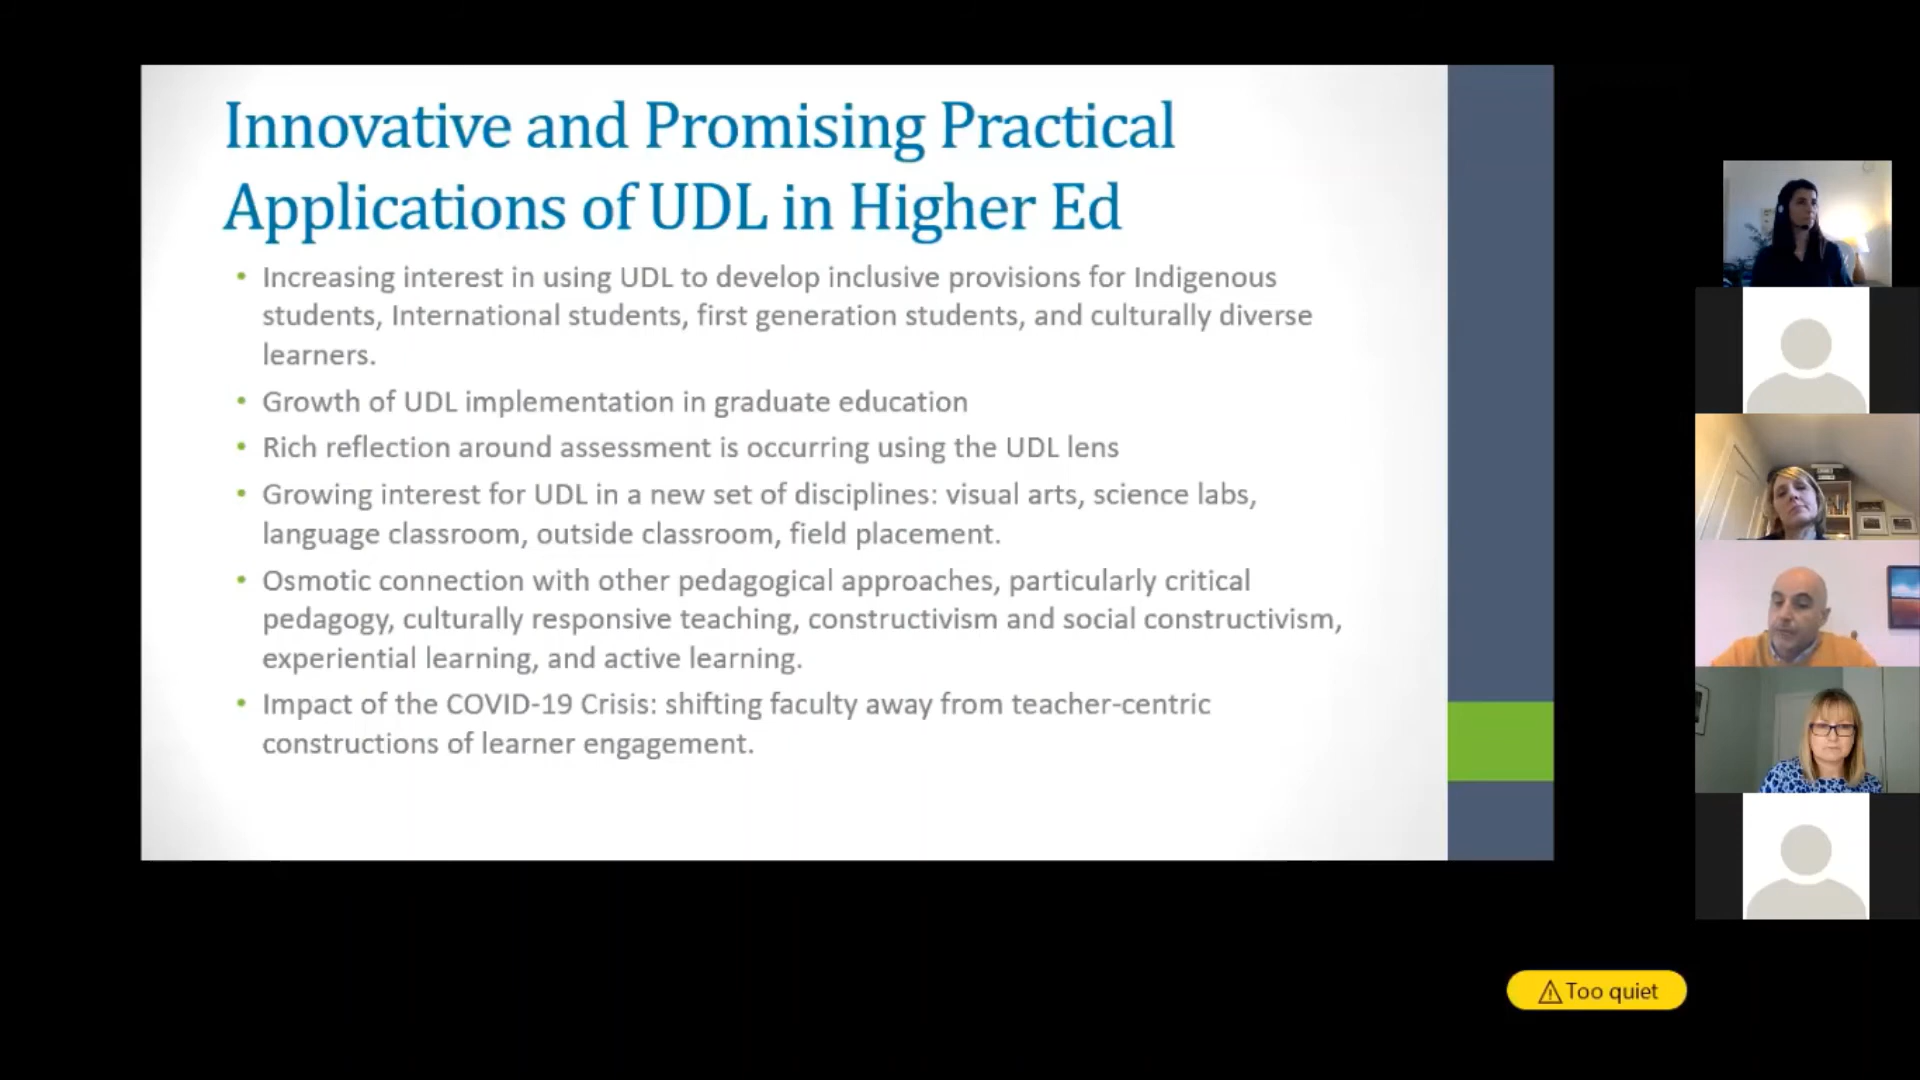 Innovative and Promising Practical
Applications of UDL in Higher Ed
• Increasing interest in using UDL to develop inclusive provisions for Indigenous
students, International students, first generation students, and culturally diverse
learners.
• Growth of UDL implementation in graduate education
• Rich reflection around assessment is occurring using the UDL lens
• Growing interest for UDL in a new set of disciplines: visual arts, science labs,
language classroom, outside classroom, field placement.
• Osmotic connection with other pedagogical approaches, particularly critical
pedagogy, culturally responsive teaching, constructivism and social constructivism,
experiential learning, and active learning.
• Impact of the COVID-19 Crisis: shifting faculty away from teacher-centric
constructions of learner engagement.
Too quiet